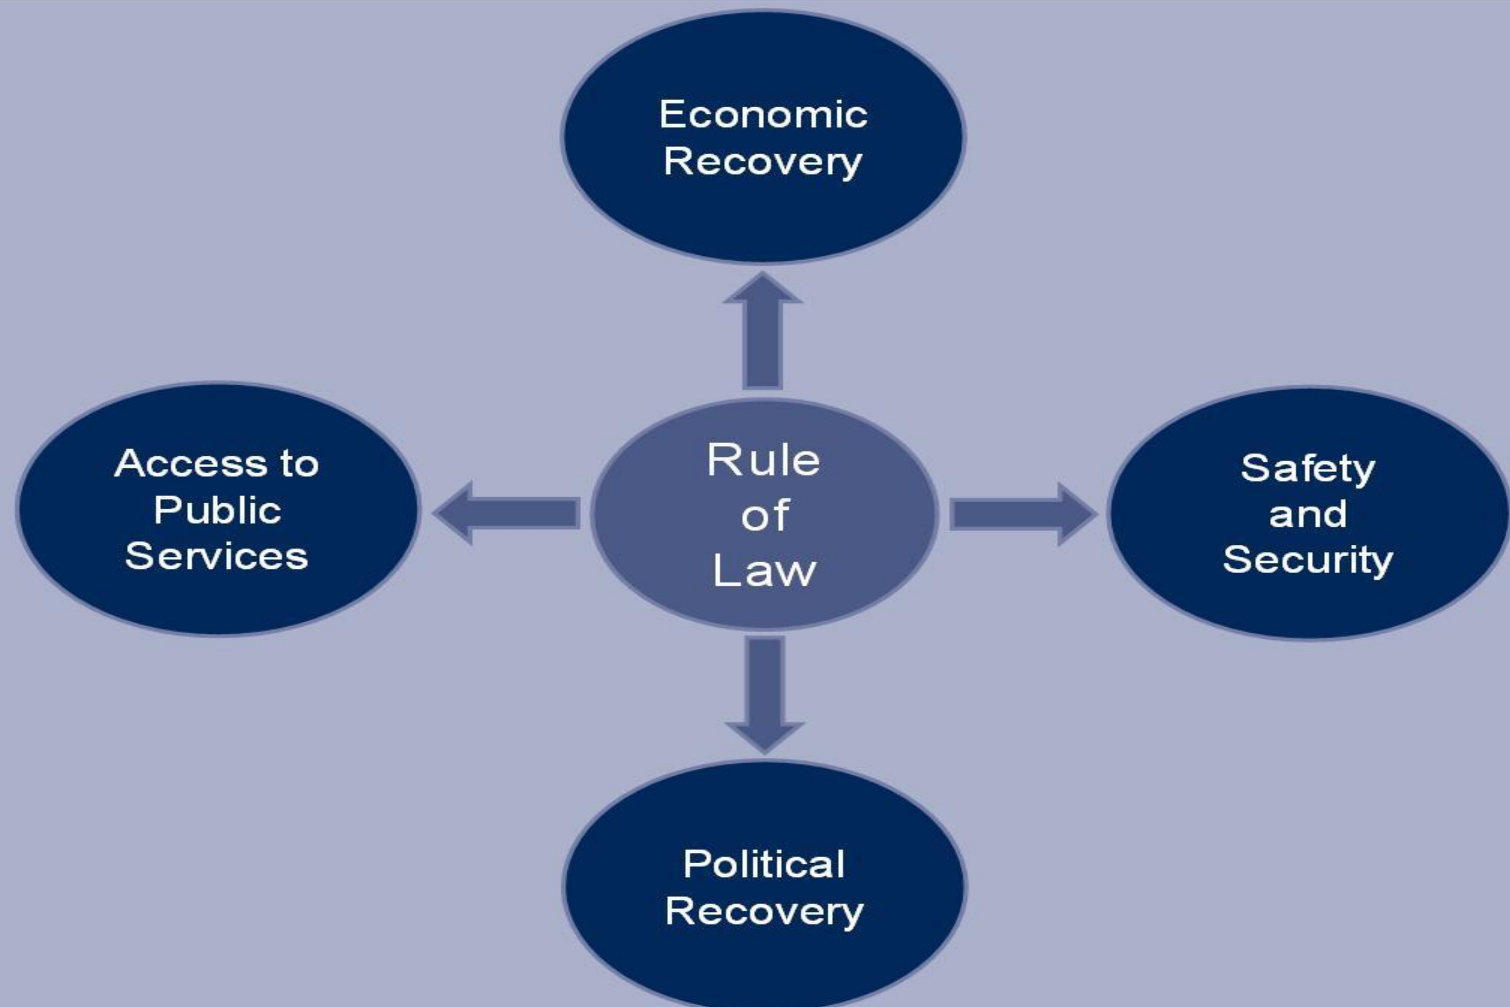 Economic
Recovery
Access to
Public
Services
Rule
of
Law
Safety
and
Security
Political
Recovery